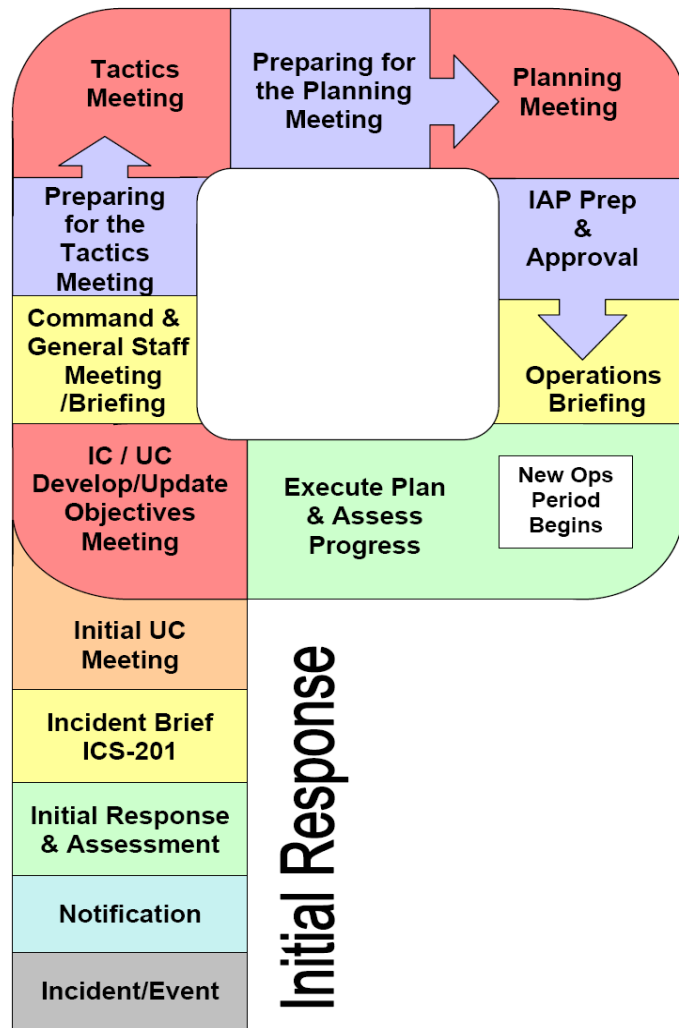 Tactics
Meeting
Preparing for
the Planning
Meeting
Planning
Meeting
Preparing
for the
Tactics
Meeting
IAP Prep
&
Approval
Command &
General Staff
Meeting
/Briefing
Operations
Briefing
IC / UC
Develop/Update
Objectives
Meeting
Execute Plan
& Assess
Progress
New Ops
Period
Begins
Initial UC
Meeting
Incident Brief
ICS-201
Initial Response
& Assessment
Notification
Incident/Event
Initial Response